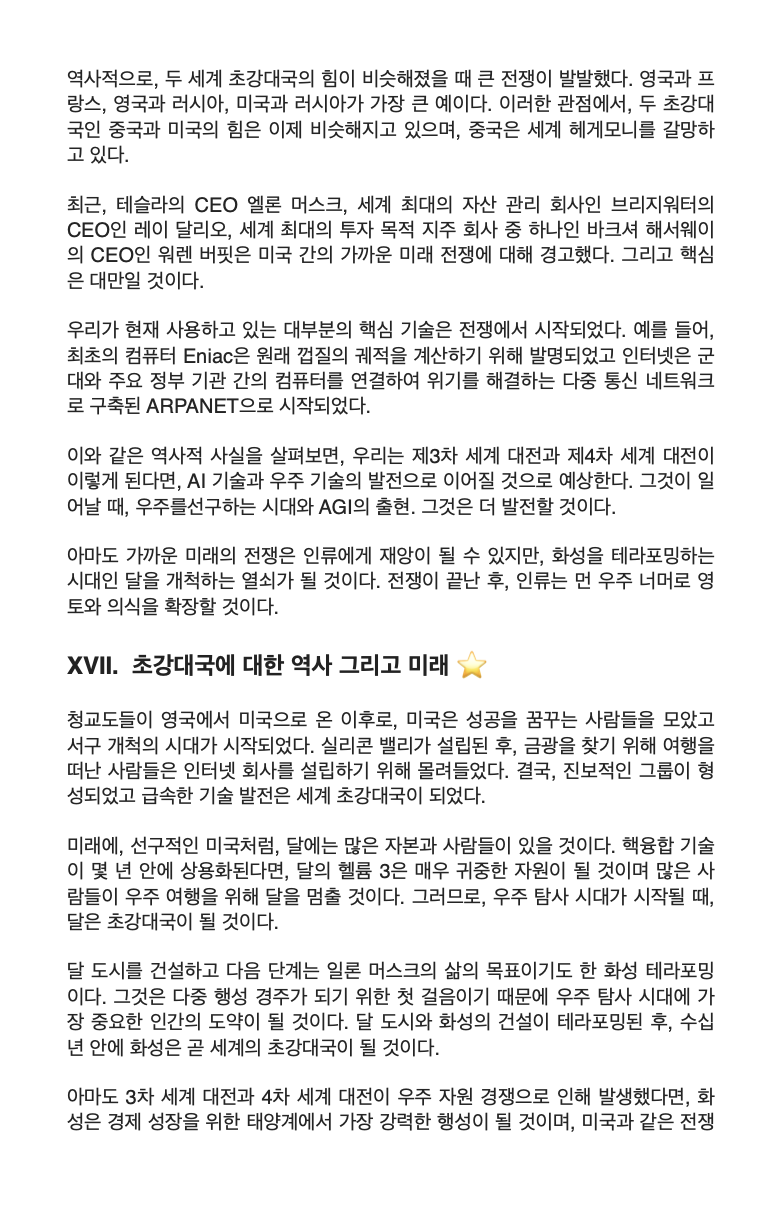 역사적으로, 두 세계 초강대국의 힘이 비슷해졌을 때 큰 전쟁이 발발했다. 영국과 프
랑스, 영국과 러시아, 미국과 러시아가 가장 큰 예이다. 이러한 관점에서, 두 초강대
국인 중국과 미국의 힘은 이제 비슷해지고 있으며, 중국은 세계 헤게모니를 갈망하
고 있다.
최근, 테슬라의 CEO 엘론 머스크, 세계 최대의 자산 관리 회사인 브리지워터의
CEO인 레이 달리오, 세계 최대의 투자 목적 지주 회사 중 하나인 바크셔 해서웨이
의 CEO인 워렌 버핏은 미국 간의 가까운 미래 전쟁에 대해 경고했다. 그리고 핵심
은 대만일 것이다.
우리가 현재 사용하고 있는 대부분의 핵심 기술은 전쟁에서 시작되었다. 예를 들어,
최초의 컴퓨터 Eniac은 원래 껍질의 궤적을 계산하기 위해 발명되었고 인터넷은 군
대와 주요 정부 기관 간의 컴퓨터를 연결하여 위기를 해결하는 다중 통신 네트워크
로 구축된 ARPANET으로 시작되었다.
이와 같은 역사적 사실을 살펴보면, 우리는 제3차 세계 대전과 제4차 세계 대전이
이렇게 된다면, AI 기술과 우주 기술의 발전으로 이어질 것으로 예상한다. 그것이 일
어날 때, 우주를선구하는 시대와 AGI의 출현. 그것은 더 발전할 것이다.
아마도 가까운 미래의 전쟁은 인류에게 재앙이 될 수 있지만, 화성을 테라포밍하는
시대인 달을 개척하는 열쇠가 될 것이다. 전쟁이 끝난 후, 인류는 먼 우주 너머로 영
토와 의식을 확장할 것이다.
XVII. 초강대국에 대한 역사 그리고 미래 ⭐
청교도들이 영국에서 미국으로 온 이후로, 미국은 성공을 꿈꾸는 사람들을 모았고
서구 개척의 시대가 시작되었다. 실리콘 밸리가 설립된 후, 금광을 찾기 위해 여행을
떠난 사람들은 인터넷 회사를 설립하기 위해 몰려들었다. 결국, 진보적인 그룹이 형
성되었고 급속한 기술 발전은 세계 초강대국이 되었다.
미래에, 선구적인 미국처럼, 달에는 많은 자본과 사람들이 있을 것이다. 핵융합 기술
이 몇 년 안에 상용화된다면, 달의 헬륨 3은 매우 귀중한 자원이 될 것이며 많은 사
람들이 우주 여행을 위해 달을 멈출 것이다. 그러므로, 우주 탐사 시대가 시작될 때,
달은 초강대국이 될 것이다.
달 도시를 건설하고 다음 단계는 일론 머스크의 삶의 목표이기도 한 화성 테라포밍
이다. 그것은 다중 행성 경주가 되기 위한 첫 걸음이기 때문에 우주 탐사 시대에 가
장 중요한 인간의 도약이 될 것이다. 달 도시와 화성의 건설이 테라포밍된 후, 수십
년 안에 화성은 곧 세계의 초강대국이 될 것이다.
아마도 3차 세계 대전과 4차 세계 대전이 우주 자원 경쟁으로 인해 발생했다면, 화
성은 경제 성장을 위한 태양계에서 가장 강력한 행성이 될 것이며, 미국과 같은 전쟁